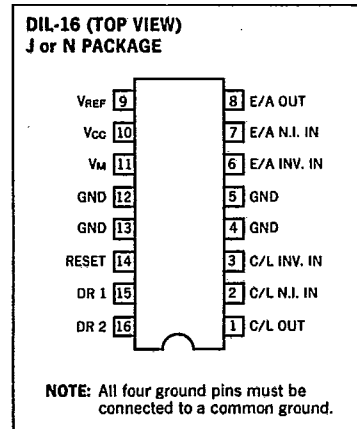 DIL-16 (TOP VIEW)
J or N PACKAGE
VREF 9 8 E/A OUT
VCC 10 7 E/A N.I. IN
VM 11 6 E/A INV. IN
GND 12 5 GND
GND 13 4 GND
RESET 14 3 C/L INV. IN
DR 1 15 2 C/L N.I. IN
DR 2 16 1 C/L OUT
NOTE: All four ground pins must be
connected to a common ground.